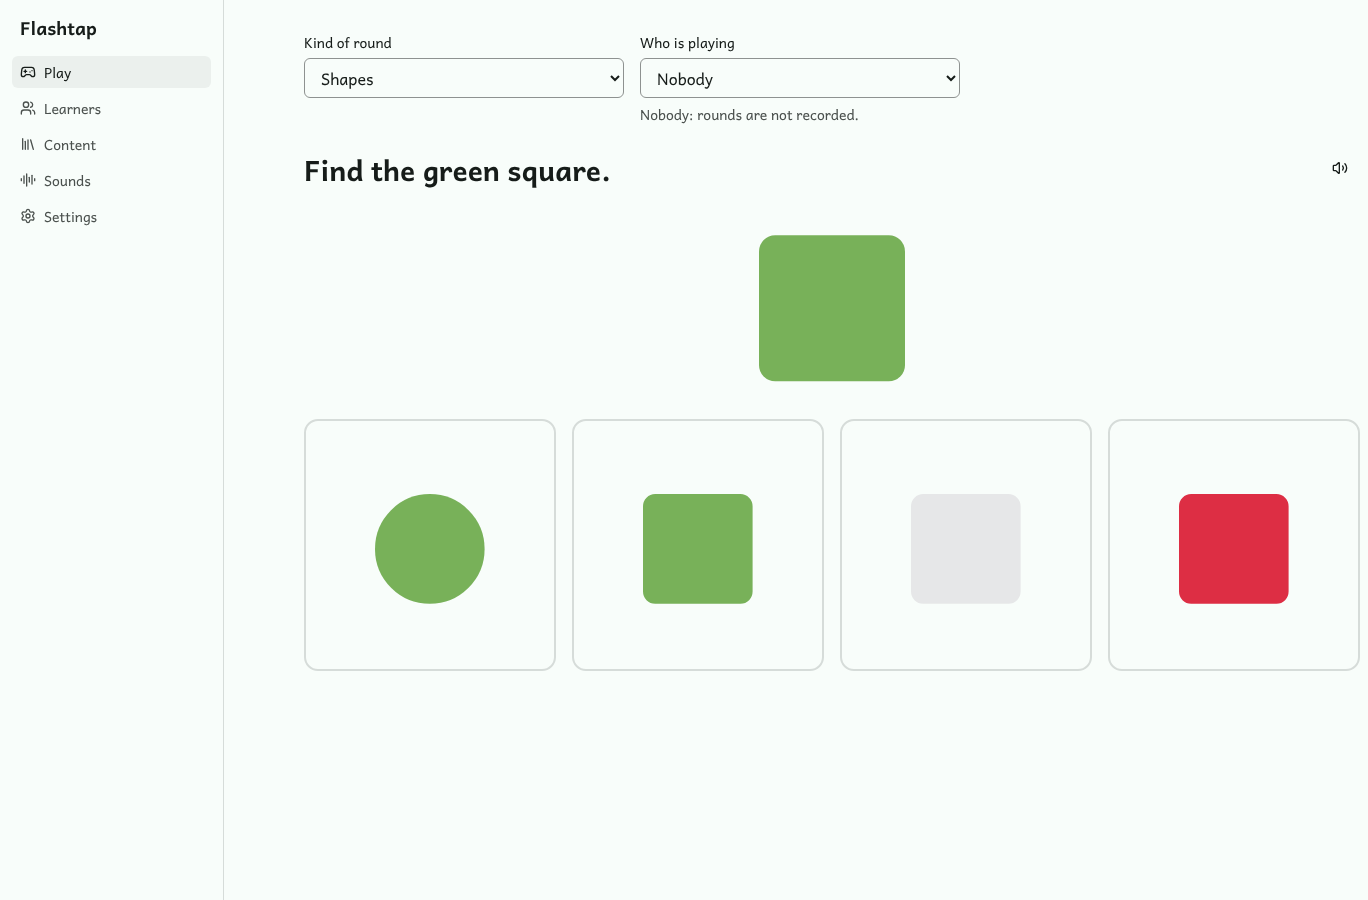 Flashtap
Play
Learners
Content
Sounds
Settings
Kind of round
Shapes
Who is playing
Nobody
Nobody: rounds are not recorded.
Find the green square.